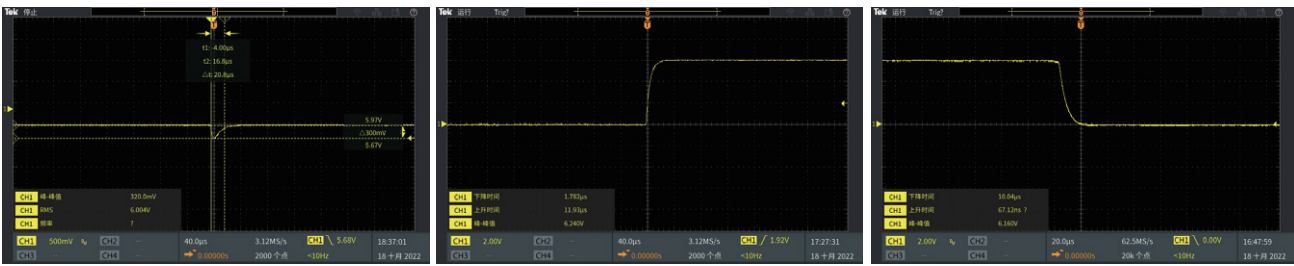 Tek 停止
T
t1:-4.00μs
t2:16.8μs
△t:20.8μs
1
5.97V
△300mV
5.67V
CH1 峰-峰值 320.0mV
CH1 RMS 6.004V
CH1 频率 ?
CH1 500mV CH2 --- 40.0μs 3.12MS/s CH1 \ 5.68V 18:37:01
CH3 --- CH4 --- 0.00000s 2000 个点 <10Hz 18 十月 2022
Tek 运行 Trig?
T
1
CH1 下降时间 1.782μs
CH1 上升时间 11.93μs
CH1 峰-峰值 6.240V
CH1 2.00V CH2 --- 40.0μs 3.12MS/s CH1 / 1.92V 17:27:31
CH3 --- CH4 --- 0.00000s 2000 个点 <10Hz 18 十月 2022
Tek 运行 Trig?
T
1
CH1 下降时间 10.04μs
CH1 上升时间 67.12ns ?
CH1 峰-峰值 6.160V
CH1 2.00V CH2 --- 20.0μs 62.5MS/s CH1 \ 0.00V 16:47:59
CH3 --- CH4 --- 0.00000s 20k 个点 <10Hz 18 十月 2022